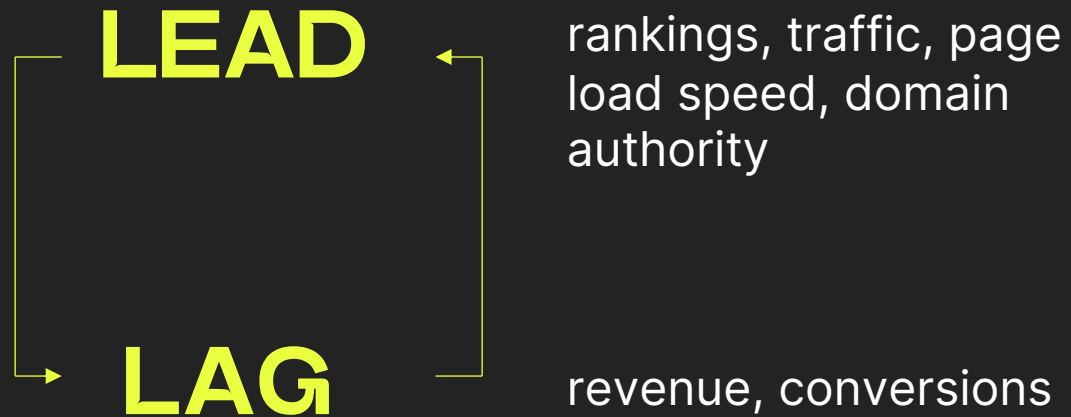 LEAD
rankings, traffic, page
load speed, domain
authority
LAG
revenue, conversions